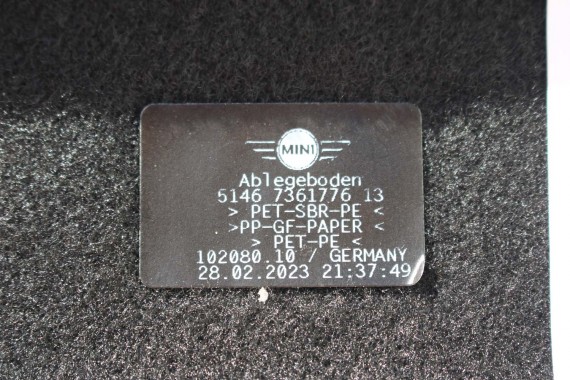 MINI
Ablegeboden
5146 7361776 13
> PET-SBR-PE <
>PP-GF-PAPER <
> PET-PE <
102080.10 / GERMANY
28.02.2023 21:37:49